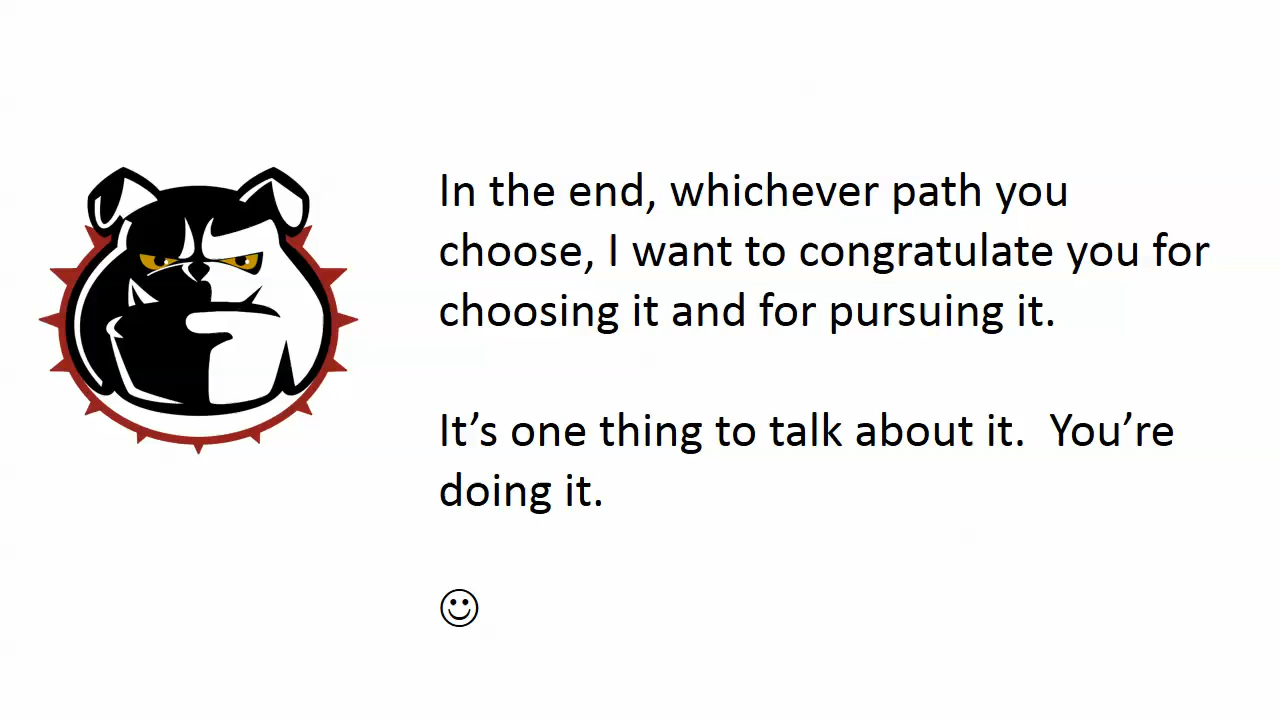 In the end, whichever path you
choose, I want to congratulate you for
choosing it and for pursuing it.
It’s one thing to talk about it.  You’re
doing it.
☺